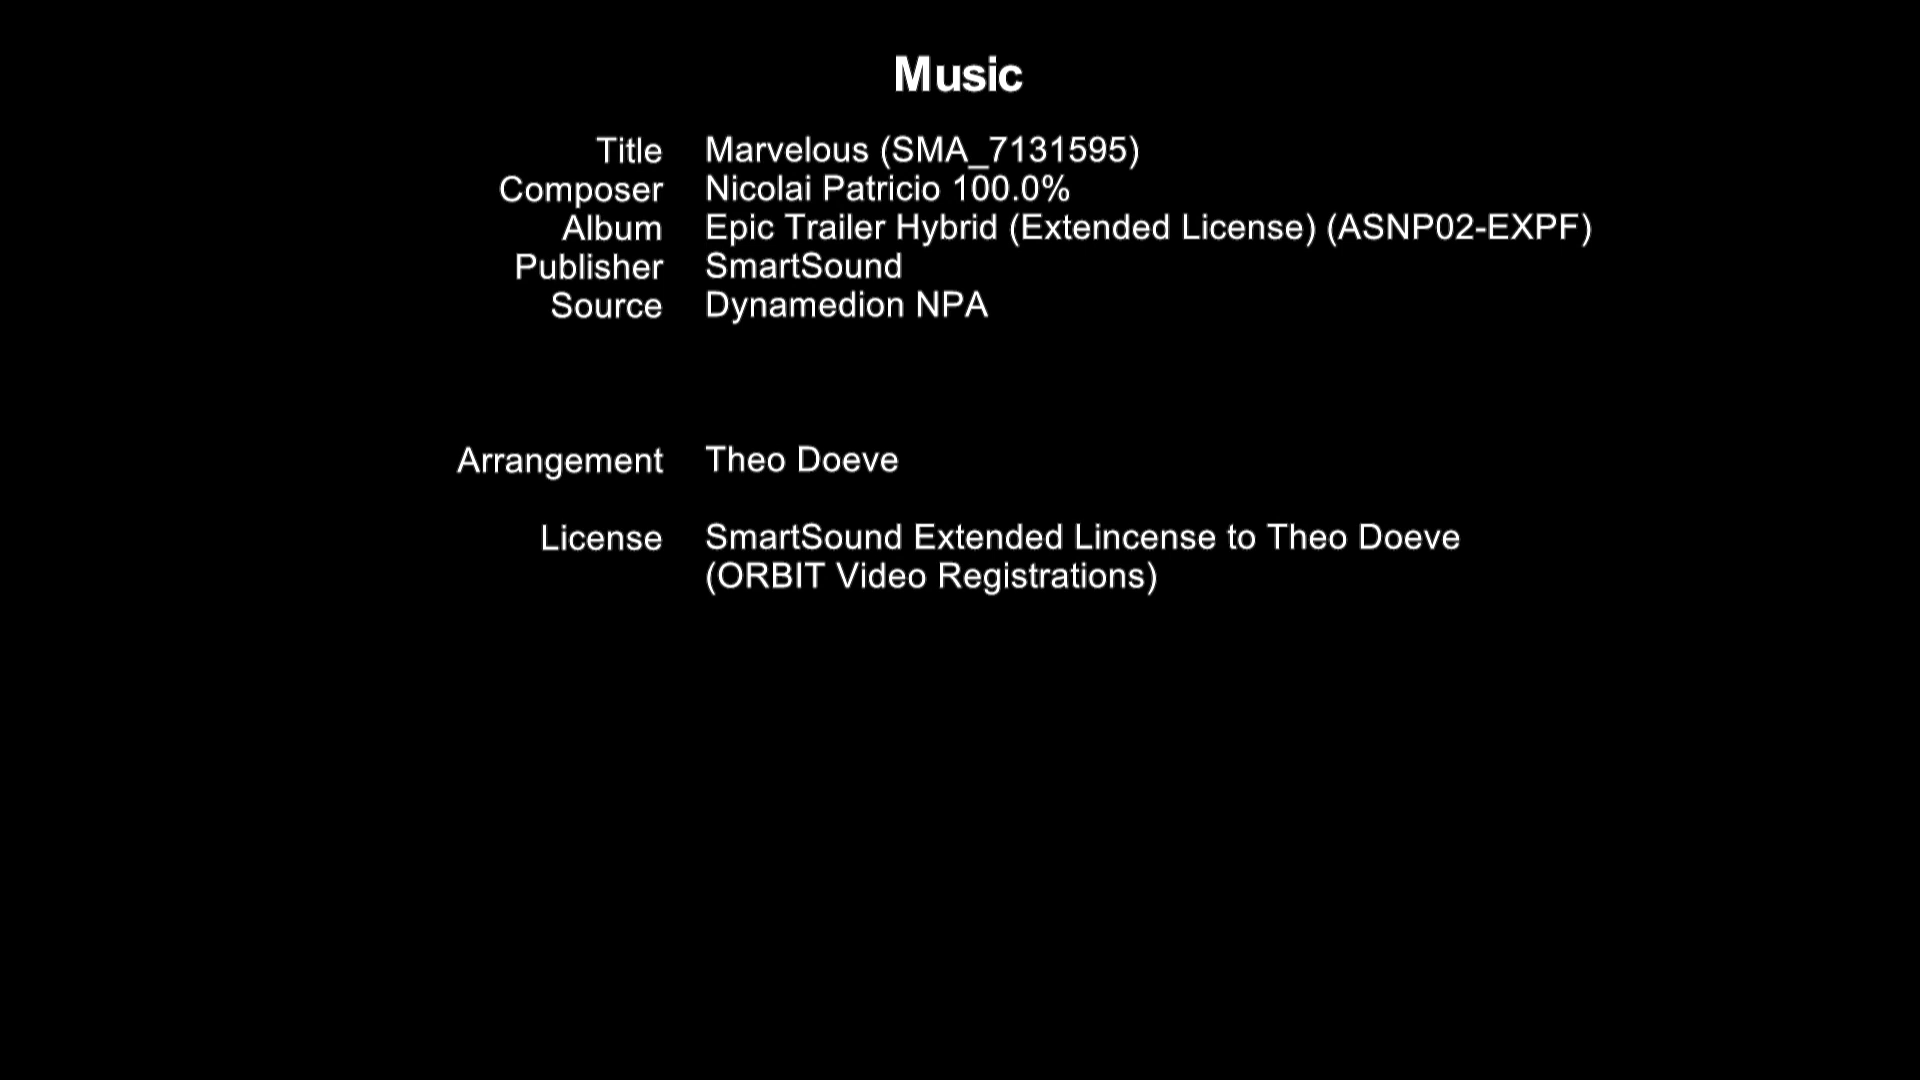 Music
Title Marvelous (SMA_7131595)
Composer Nicolai Patricio 100.0%
Album Epic Trailer Hybrid (Extended License) (ASNP02-EXPF)
Publisher SmartSound
Source Dynamedion NPA
Arrangement Theo Doeve
License SmartSound Extended Lincense to Theo Doeve
(ORBIT Video Registrations)